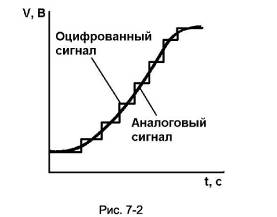 V, В
Оцифрованный
сигнал
Аналоговый
сигнал
t, с
Рис. 7-2